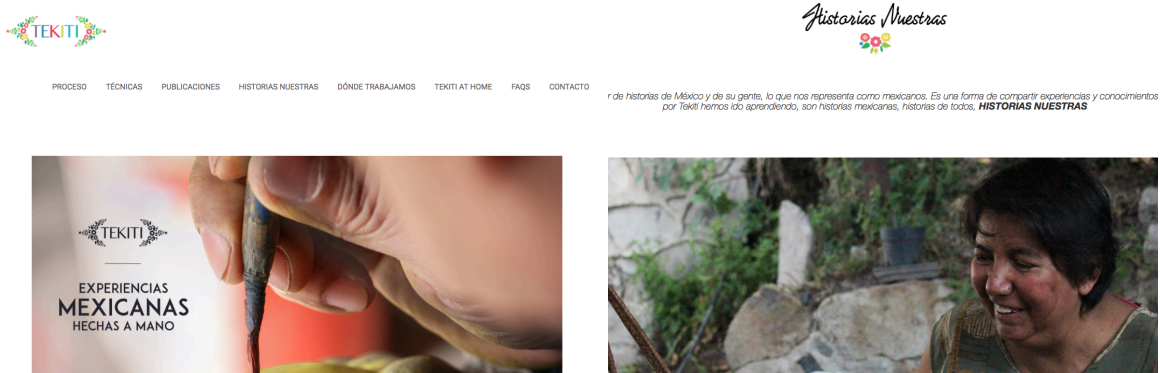 TEKITI
PROCESO TÉCNICAS PUBLICACIONES HISTORIAS NUESTRAS DÓNDE TRABAJAMOS TEKITI AT HOME FAQS CONTACTO
TEKITI
EXPERIENCIAS
MEXICANAS
HECHAS A MANO
Historias Nuestras
r de historias de México y de su gente, lo que nos representa como mexicanos. Es una forma de compartir experiencias y conocimientos
por Tekiti hemos ido aprendiendo, son historias mexicanas, historias de todos, HISTORIAS NUESTRAS